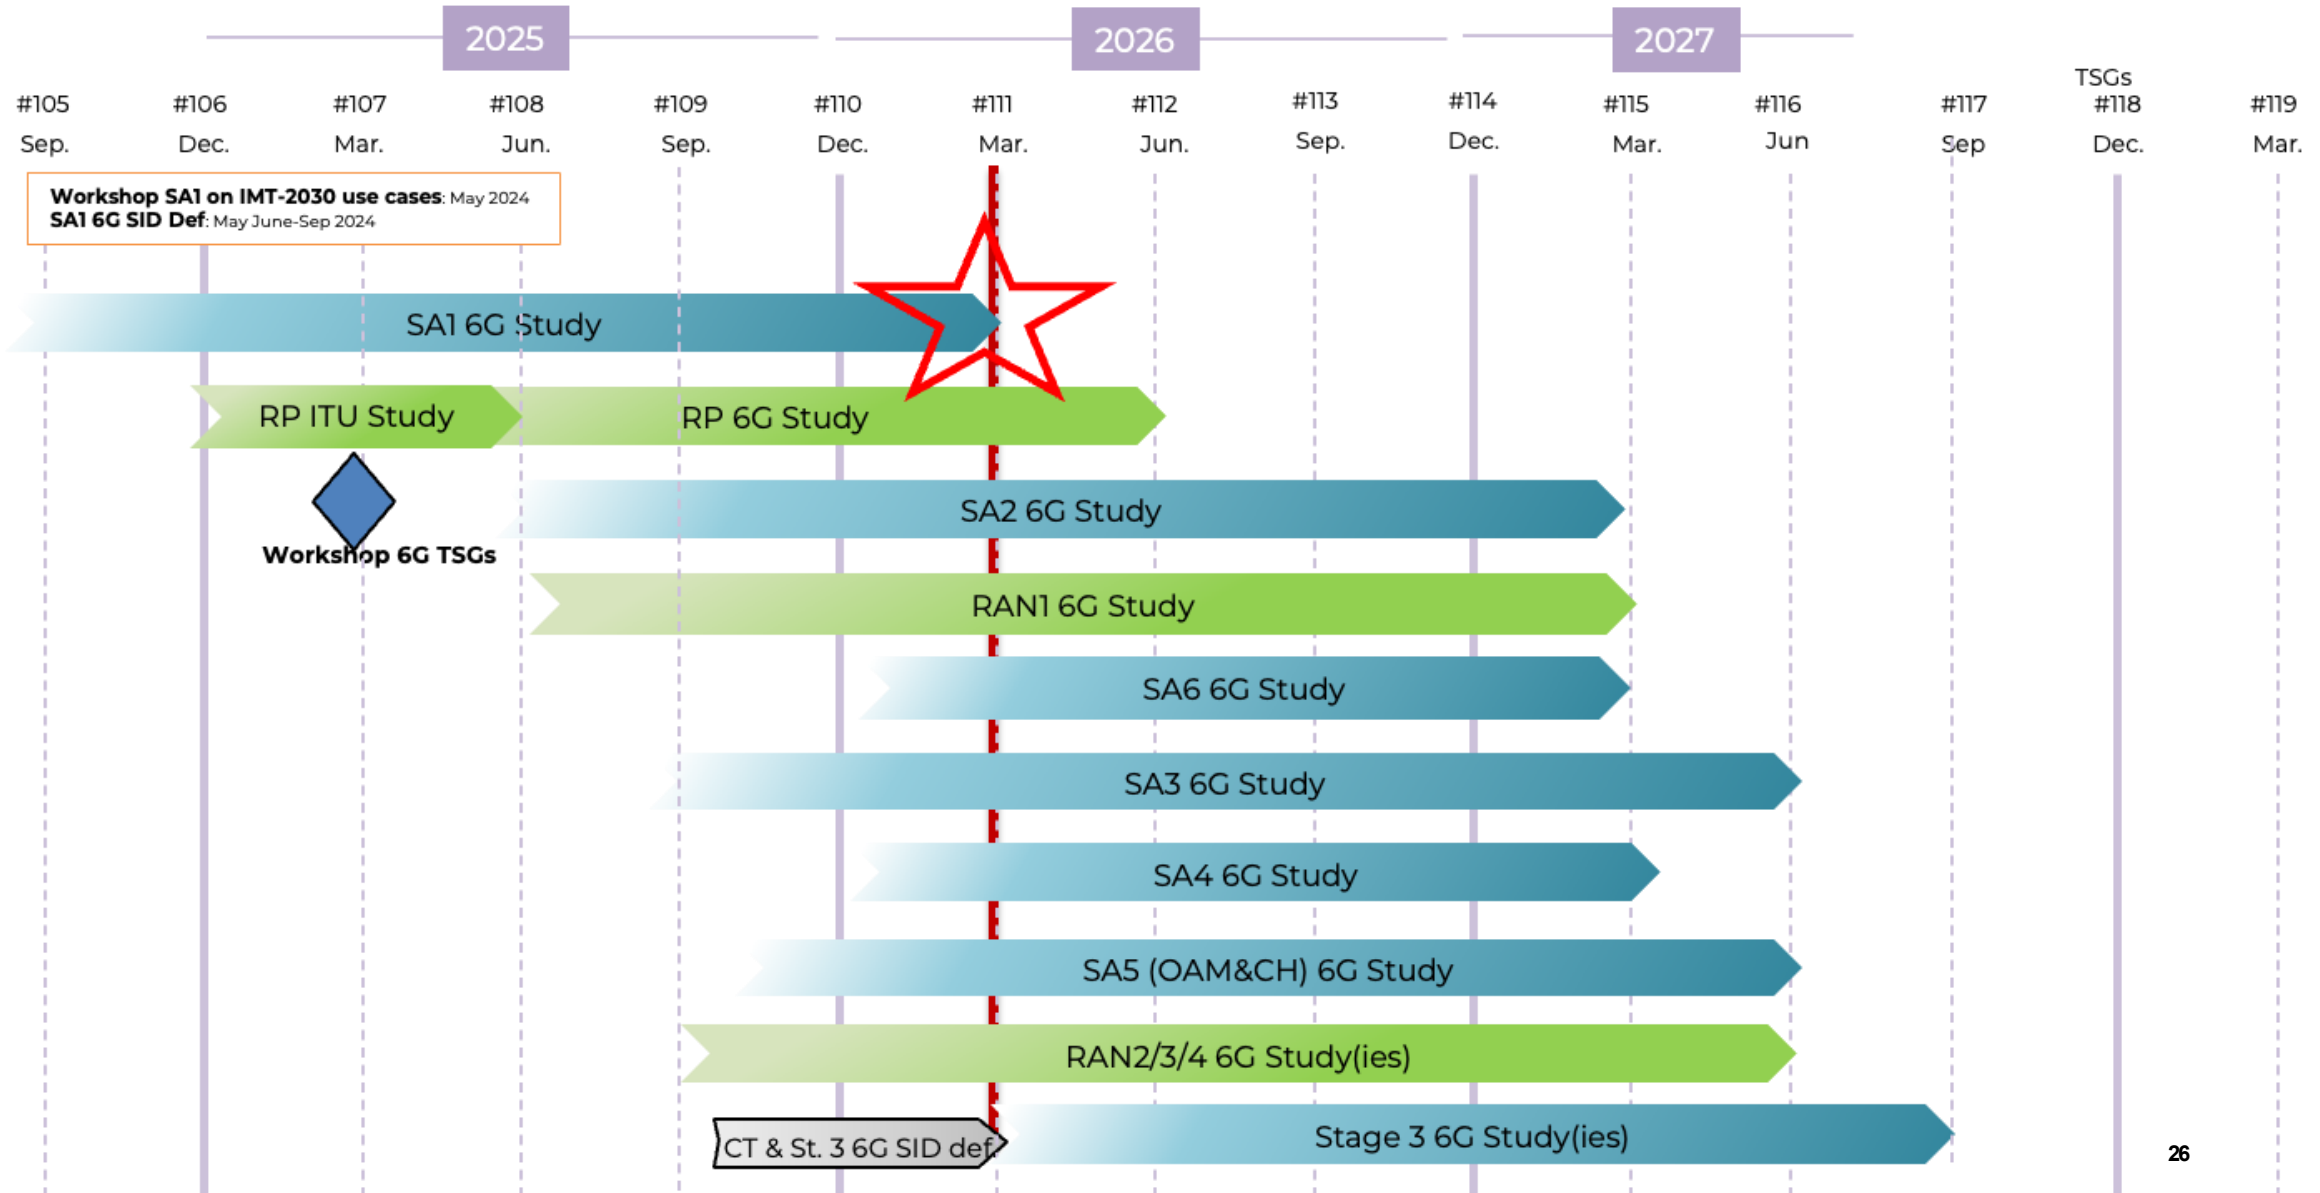 2025 2026 2027
TSGs
#105 #106 #107 #108 #109 #110 #111 #112 #113 #114 #115 #116 #117 #118 #119
Sep. Dec. Mar. Jun. Sep. Dec. Mar. Jun. Sep. Dec. Mar. Jun Sep Dec. Mar.
Workshop SA1 on IMT-2030 use cases: May 2024
SA1 6G SID Def: May June-Sep 2024
SA1 6G Study
RP ITU Study RP 6G Study
SA2 6G Study
Workshop 6G TSGs
RAN1 6G Study
SA6 6G Study
SA3 6G Study
SA4 6G Study
SA5 (OAM&CH) 6G Study
RAN2/3/4 6G Study(ies)
Stage 3 6G Study(ies)
CT & St. 3 6G SID def.
26